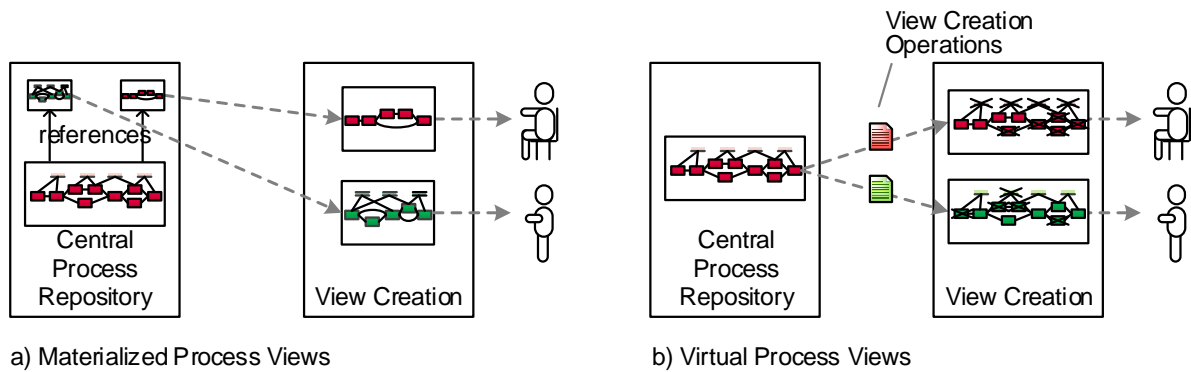 references
Central
Process
Repository
View Creation
a) Materialized Process Views
View Creation
Operations
Central
Process
Repository
View Creation
b) Virtual Process Views